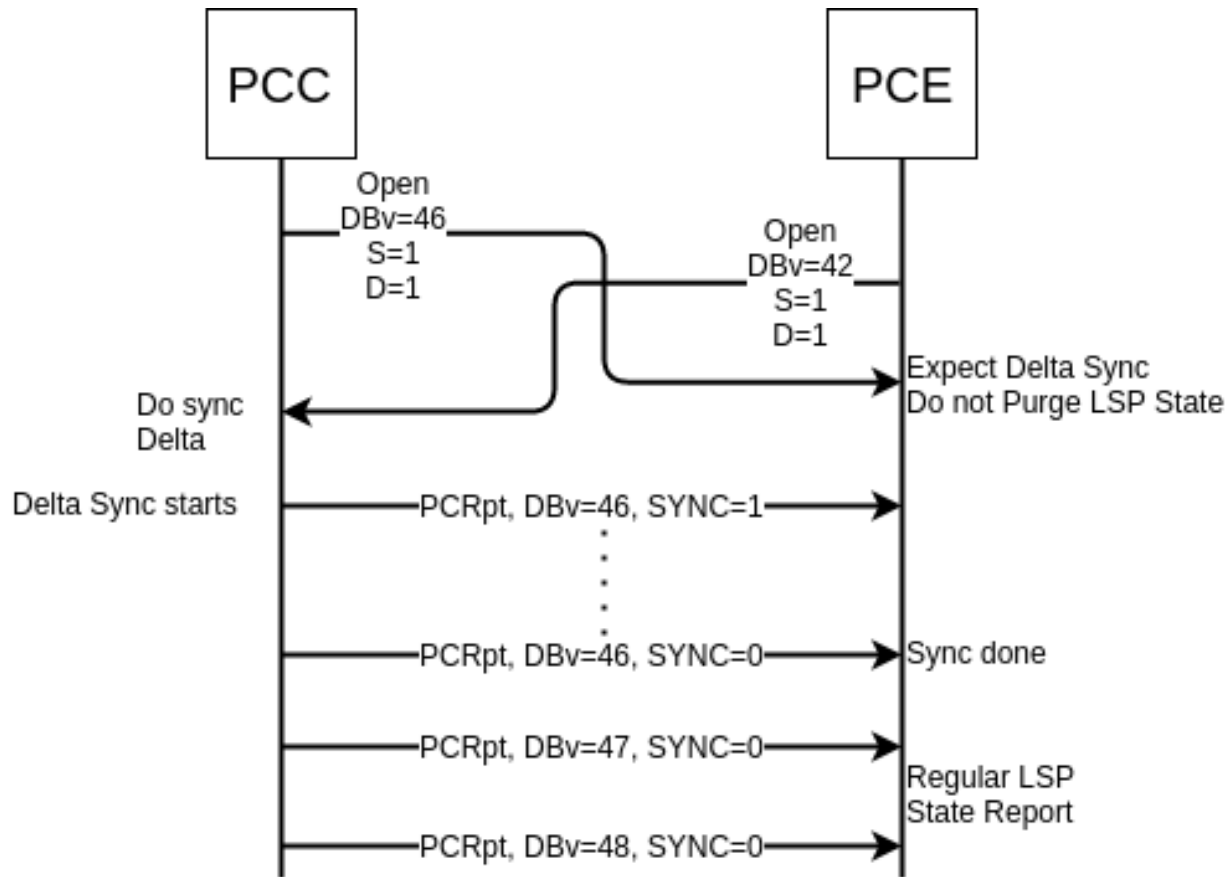 PCC
PCE
Open
DBv=46
S=1
D=1
Open
DBv=42
S=1
D=1
Expect Delta Sync
Do not Purge LSP State
Do sync
Delta
Delta Sync starts
PCRpt, DBv=46, SYNC=1
PCRpt, DBv=46, SYNC=0
Sync done
PCRpt, DBv=47, SYNC=0
Regular LSP
State Report
PCRpt, DBv=48, SYNC=0